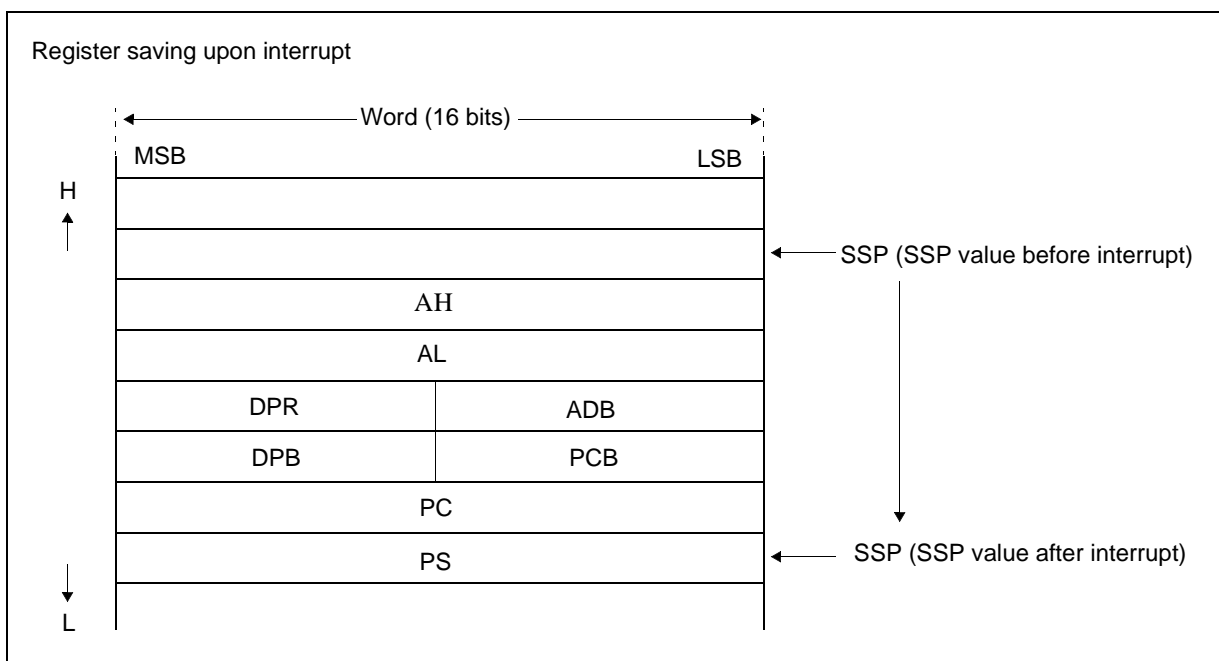 Register saving upon interrupt
Word (16 bits)
MSB LSB
H
SSP (SSP value before interrupt)
AH
AL
DPR ADB
DPB PCB
PC
PS SSP (SSP value after interrupt)
L